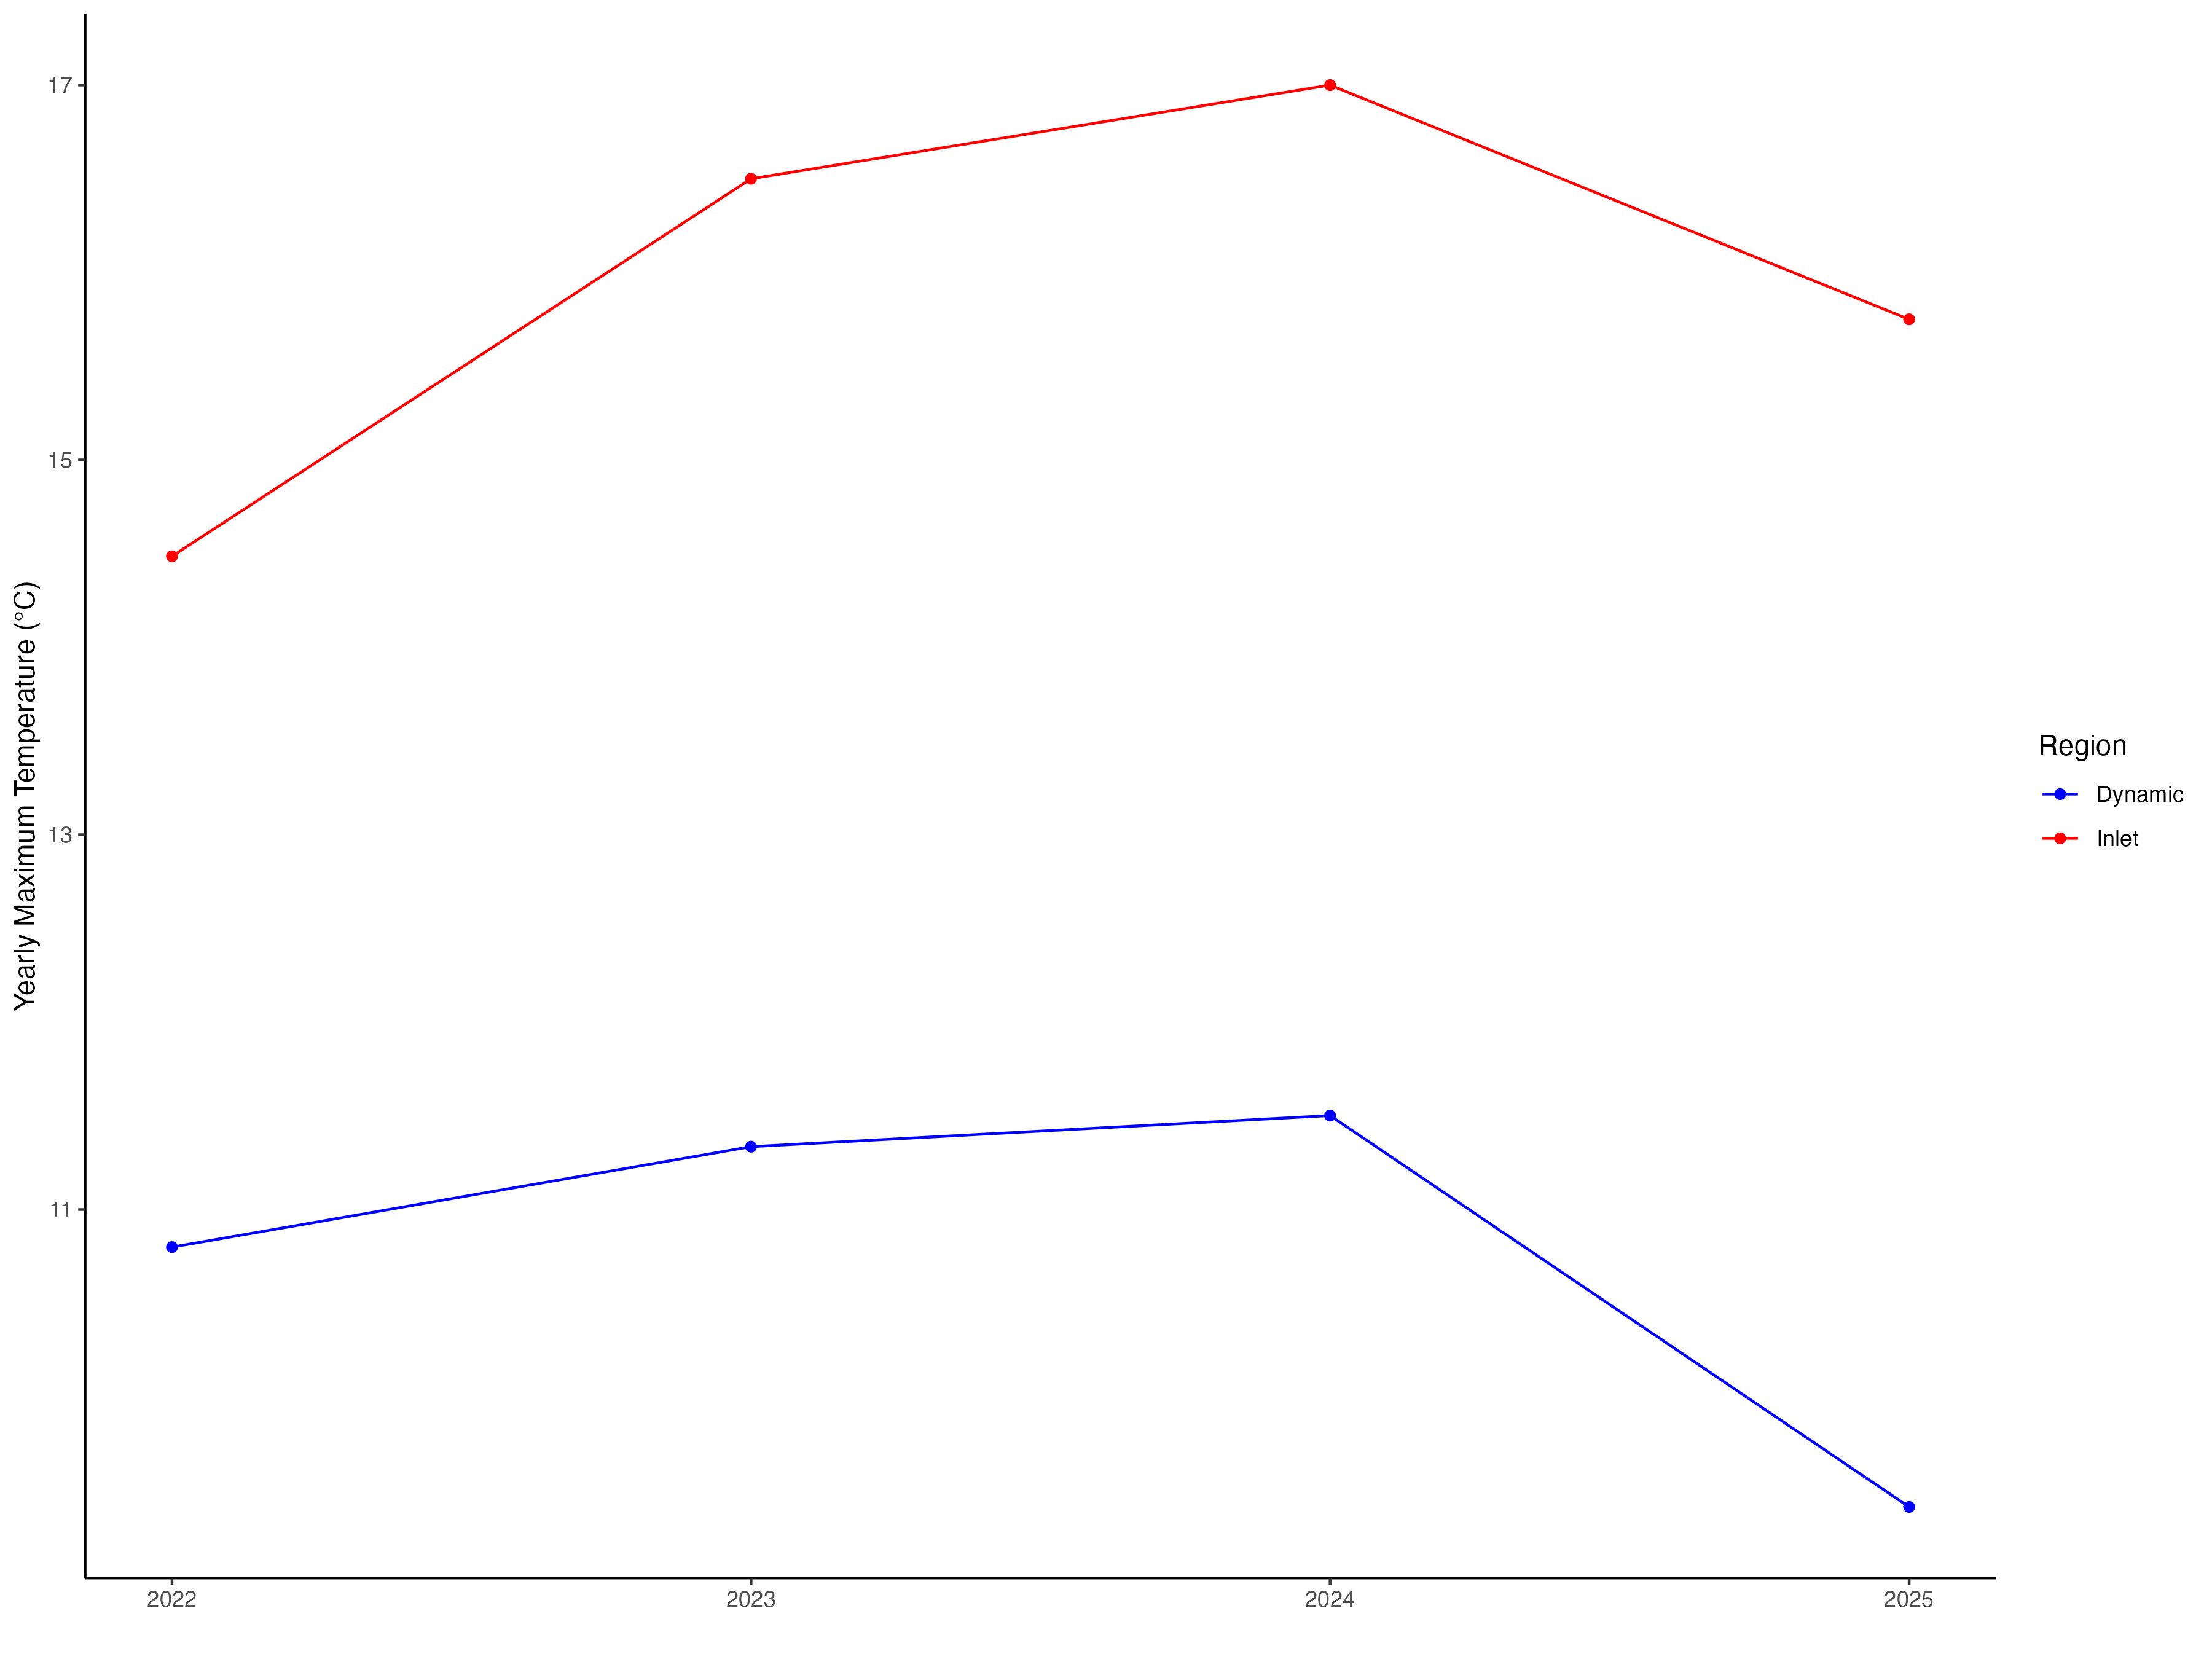 Yearly Maximum Temperature (°C)
17
15
13
11
2022 2023 2024 2025
Region
Dynamic
Inlet